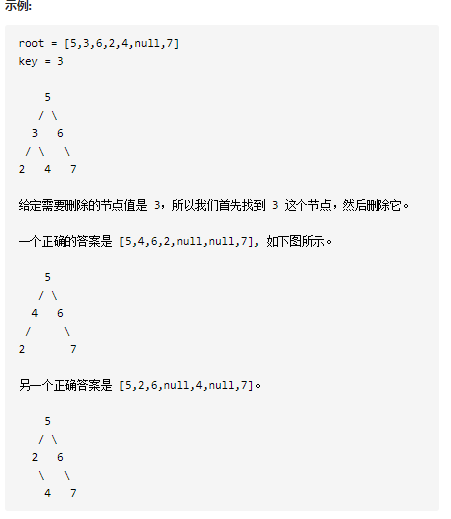 示例:
root = [5,3,6,2,4,null,7]
key = 3
    5
   / \
  3   6
 / \   \
2   4   7
给定需要删除的节点值是 3，所以我们首先找到 3 这个节点，然后删除它。
一个正确的答案是 [5,4,6,2,null,null,7], 如下图所示。
    5
   / \
  4   6
 /     \
2       7
另一个正确答案是 [5,2,6,null,4,null,7]。
    5
   / \
  2   6
   \   \
    4   7